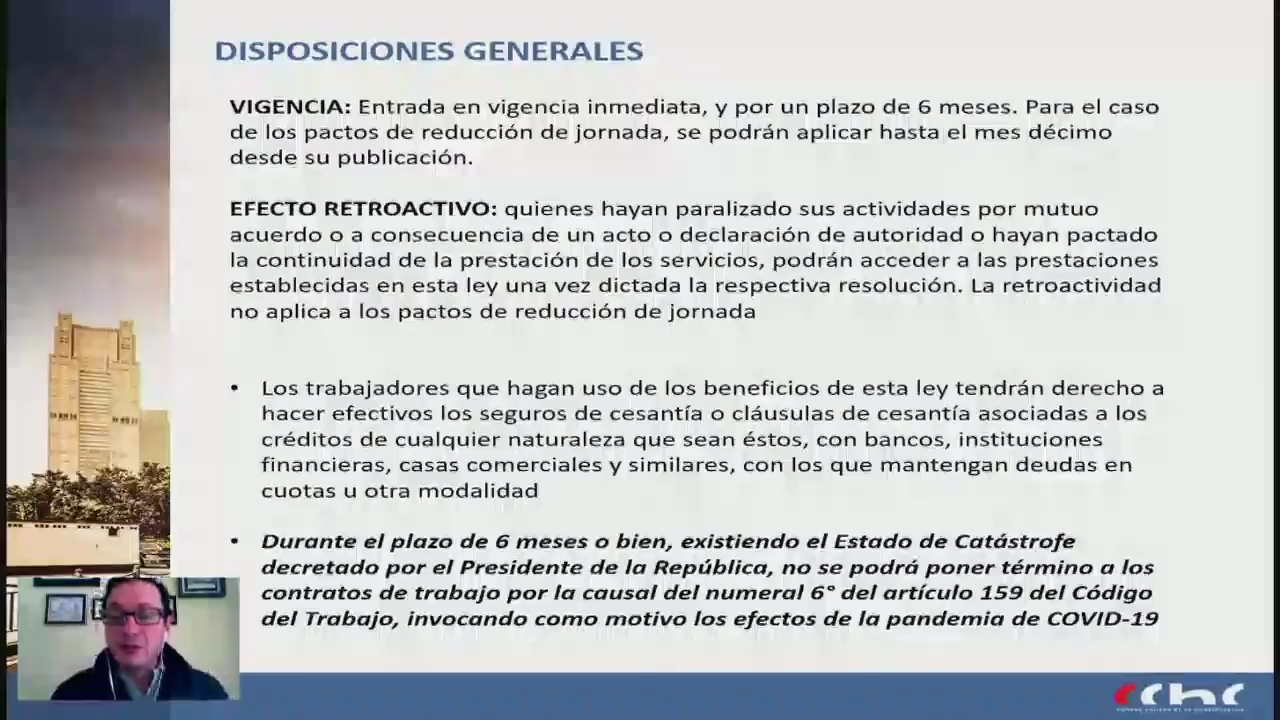 DISPOSICIONES GENERALES
VIGENCIA: Entrada en vigencia inmediata, y por un plazo de 6 meses. Para el caso
de los pactos de reducción de jornada, se podrán aplicar hasta el mes décimo
desde su publicación.
EFECTO RETROACTIVO: quienes hayan paralizado sus actividades por mutuo
acuerdo o a consecuencia de un acto o declaración de autoridad o hayan pactado
la continuidad de la prestación de los servicios, podrán acceder a las prestaciones
establecidas en esta ley una vez dictada la respectiva resolución. La retroactividad
no aplica a los pactos de reducción de jornada
• Los trabajadores que hagan uso de los beneficios de esta ley tendrán derecho a
hacer efectivos los seguros de cesantía o cláusulas de cesantía asociadas a los
créditos de cualquier naturaleza que sean éstos, con bancos, instituciones
financieras, casas comerciales y similares, con los que mantengan deudas en
cuotas u otra modalidad
• Durante el plazo de 6 meses o bien, existiendo el Estado de Catástrofe
decretado por el Presidente de la República, no se podrá poner término a los
contratos de trabajo por la causal del numeral 6° del artículo 159 del Código
del Trabajo, invocando como motivo los efectos de la pandemia de COVID-19
cchc